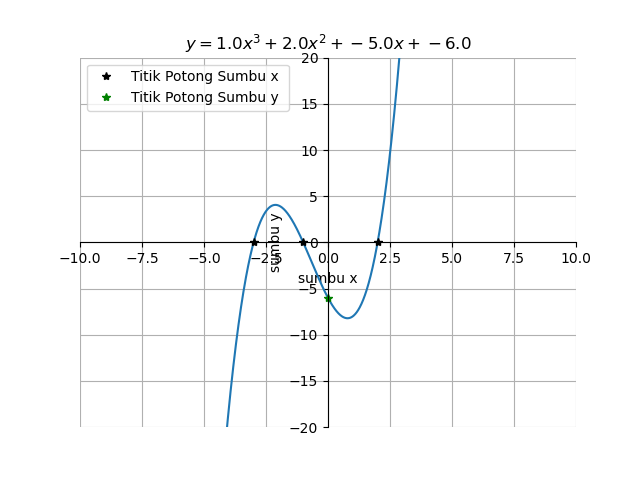 y = 1.0x³ + 2.0x² + −5.0x + −6.0
Titik Potong Sumbu x
Titik Potong Sumbu y
20
15
10
5
0
−5
−10
−15
−20
−10.0 −7.5 −5.0 −2.5 0.0 2.5 5.0 7.5 10.0
sumbu y
sumbu x